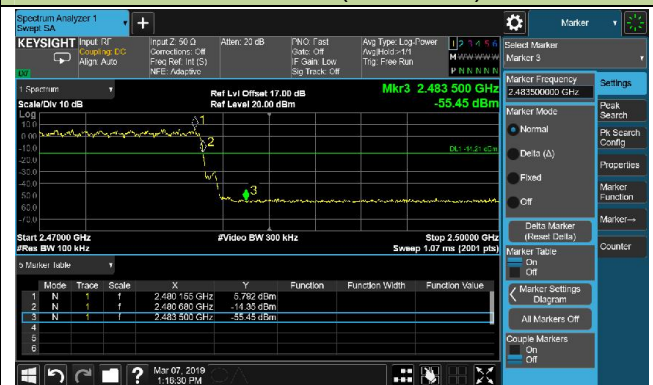 Spectrum Analyzer 1
Swept SA
Marker
KEYSIGHT
Input: RF
Coupling: DC
Align: Auto
Input Z: 50 Ω
Corrections: Off
Freq Ref: Int (S)
NFE: Adaptive
Atten: 20 dB
PNO: Fast
Gate: Off
IF Gain: Low
Sig Track: Off
Avg Type: Log-Power
Avg|Hold:>1/1
Trig: Free Run
1 2 3 4 5 6
M W W W W W
P N N N N N
Select Marker
Marker 3
1 Spectrum
Scale/Div 10 dB
Ref Lvl Offset 17.00 dB
Ref Level 20.00 dBm
Mkr3 2.483 500 GHz
-55.45 dBm
Log
10.0
0.00
-10.0
-20.0
-30.0
-70.0
1
2
3
Start 2.47000 GHz
#Res BW 100 kHz
#Video BW 300 kHz
Stop 2.50000 GHz
Sweep 1.07 ms (2001 pts)
5 Marker Table
Mode Trace Scale X Y Function Function Width Function Value
1 N 1 f 2.480 155 GHz 5.792 dBm
2 N 1 f 2.480 680 GHz -14.35 dBm
3 N 1 f 2.483 500 GHz -55.45 dBm
4
5
6
Marker Frequency
2.483500000 GHz
Marker Mode
Normal
Delta (Δ)
Fixed
Off
Delta Marker
(Reset Delta)
Marker Table
On
Off
Marker Settings
Diagram
All Markers Off
Couple Markers
On
Off
Settings
Peak
Search
Pk Search
Config
Properties
Marker
Function
Marker→
Counter
?
Mar 07, 2019
1:16:30 PM